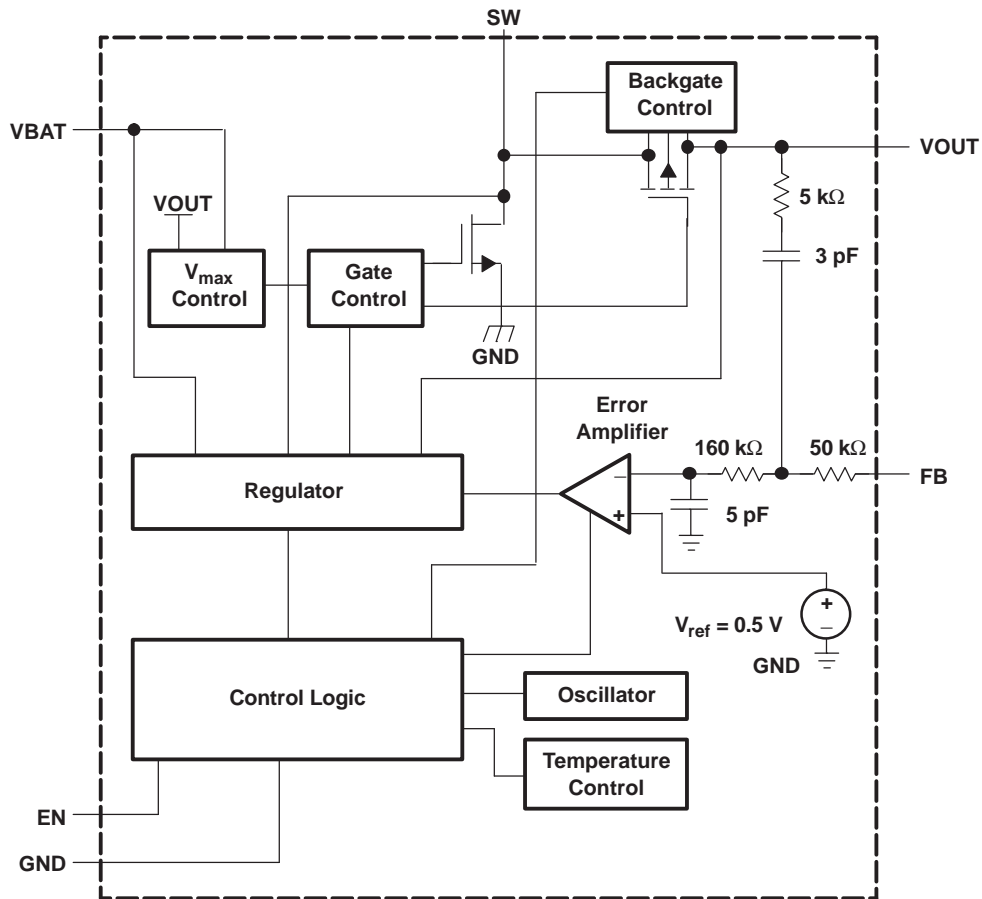 SW
Backgate
Control
VBAT
VOUT
VOUT
5 kΩ
3 pF
Vmax
Control
Gate
Control
GND
Error
Amplifier
160 kΩ
50 kΩ
Regulator
−
+
FB
5 pF
+
−
Vref = 0.5 V
GND
Control Logic
Oscillator
Temperature
Control
EN
GND